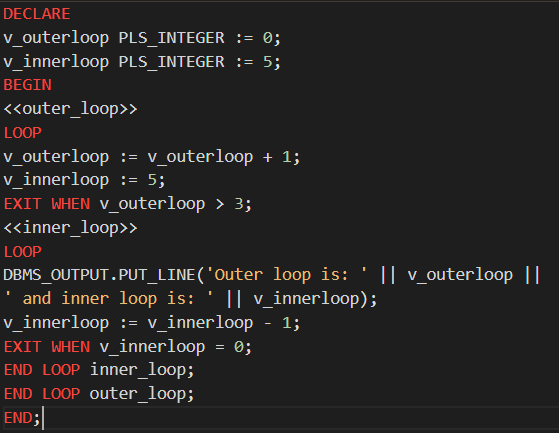 DECLARE
v_outerloop PLS_INTEGER := 0;
v_innerloop PLS_INTEGER := 5;
BEGIN
<<outer_loop>>
LOOP
v_outerloop := v_outerloop + 1;
v_innerloop := 5;
EXIT WHEN v_outerloop > 3;
<<inner_loop>>
LOOP
DBMS_OUTPUT.PUT_LINE('Outer loop is: ' || v_outerloop ||
' and inner loop is: ' || v_innerloop);
v_innerloop := v_innerloop - 1;
EXIT WHEN v_innerloop = 0;
END LOOP inner_loop;
END LOOP outer_loop;
END;